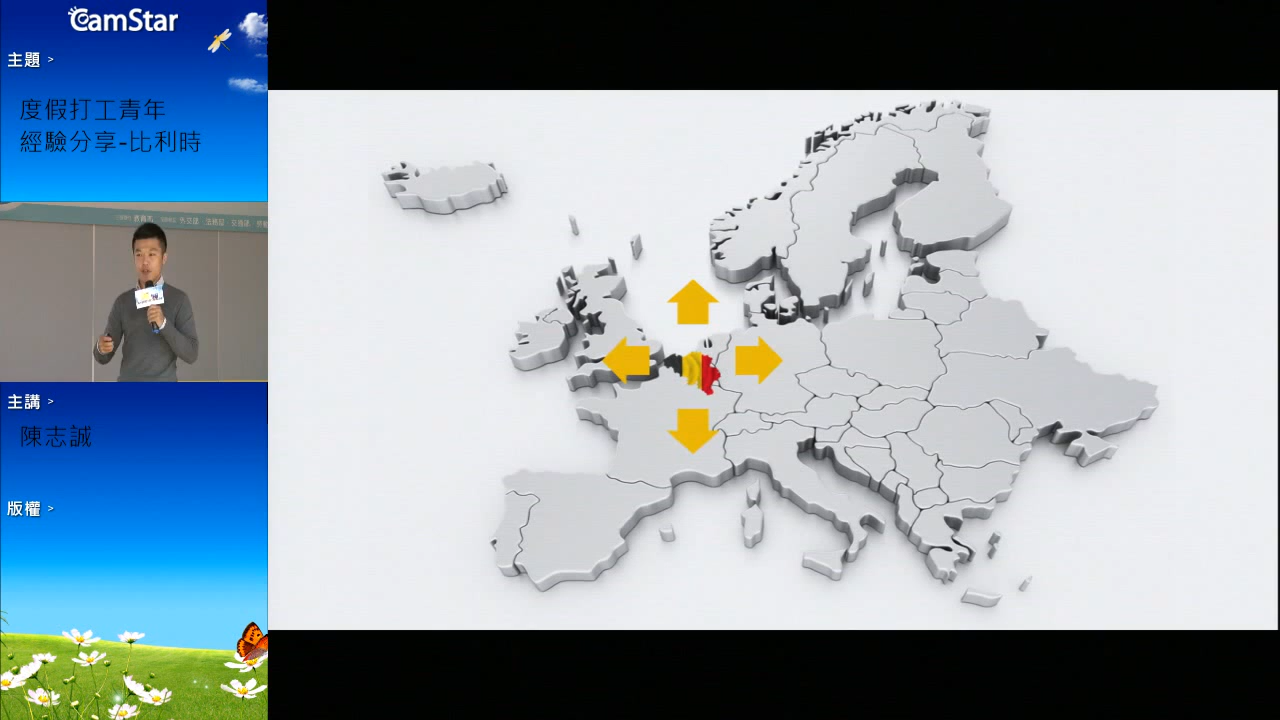 CamStar
主題 >
度假打工青年
經驗分享-比利時
主講 >
陳志誠
版權 >